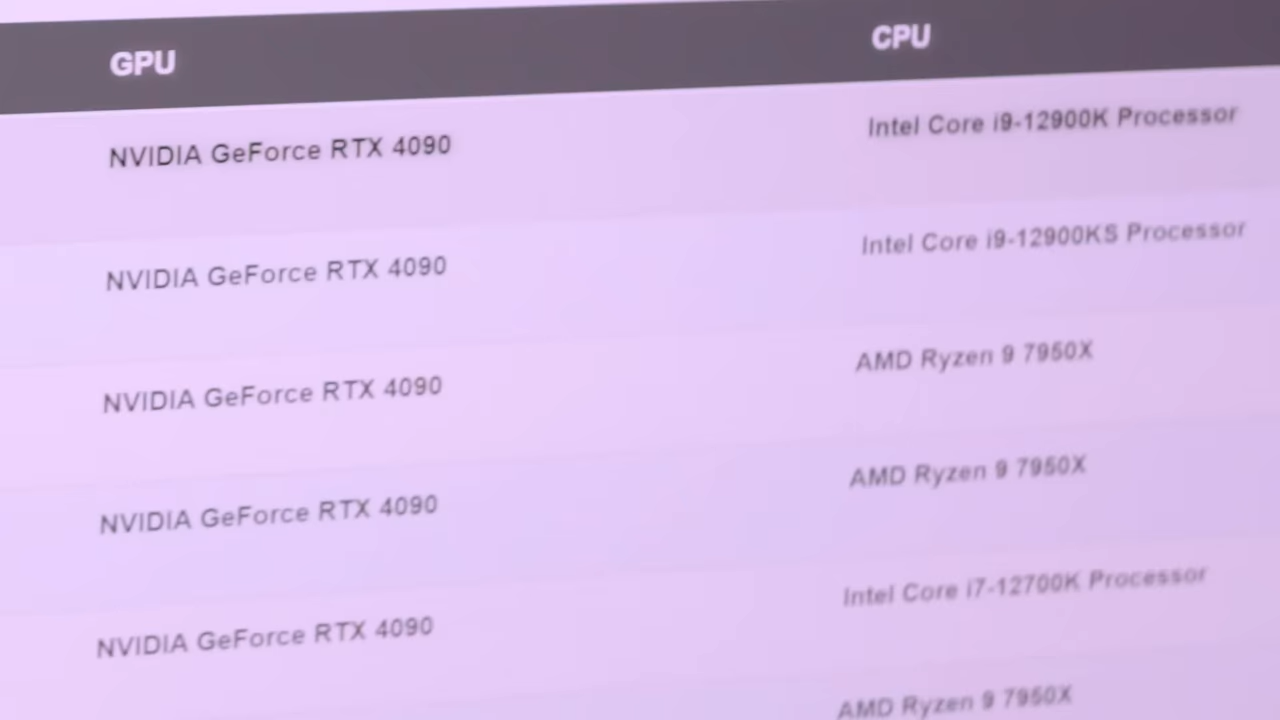 GPU CPU
NVIDIA GeForce RTX 4090 Intel Core i9-12900K Processor
NVIDIA GeForce RTX 4090 Intel Core i9-12900KS Processor
NVIDIA GeForce RTX 4090 AMD Ryzen 9 7950X
NVIDIA GeForce RTX 4090 AMD Ryzen 9 7950X
NVIDIA GeForce RTX 4090 Intel Core i7-12700K Processor
AMD Ryzen 9 7950X